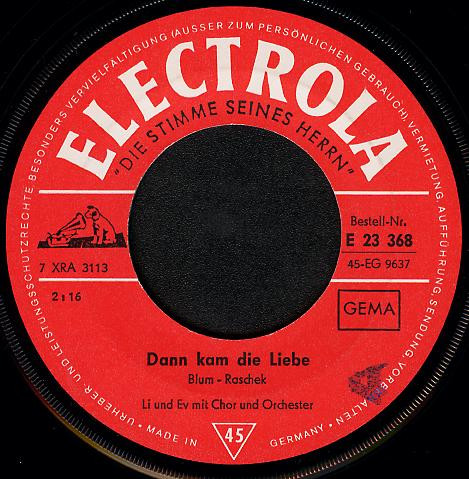 URHEBER- UND LEISTUNGSSCHUTZRECHTE, BESONDERS VERVIELFÄLTIGUNG (AUSSER ZUM PERSÖNLICHEN GEBRAUCH), VERMIETUNG, AUFFÜHRUNG, SENDUNG, VORBEHALTEN
ELECTROLA
"DIE STIMME SEINES HERRN"
Bestell-Nr.
E 23 368
7 XRA 3113
45-EG 9637
2:16
GEMA
Dann kam die Liebe
Blum - Raschek
Li und Ev mit Chor und Orchester
• MADE IN
45
GERMANY •